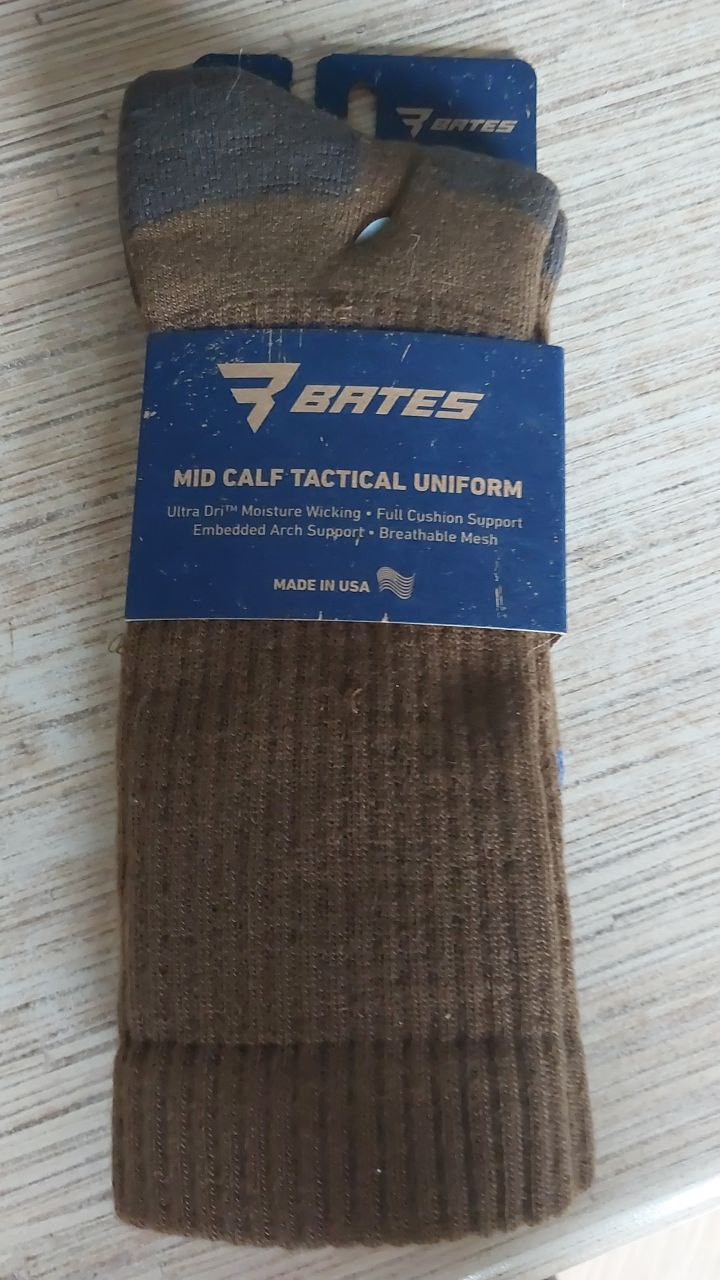 BATES
BATES
MID CALF TACTICAL UNIFORM
Ultra Dri™ Moisture Wicking • Full Cushion Support
Embedded Arch Support • Breathable Mesh
MADE IN USA